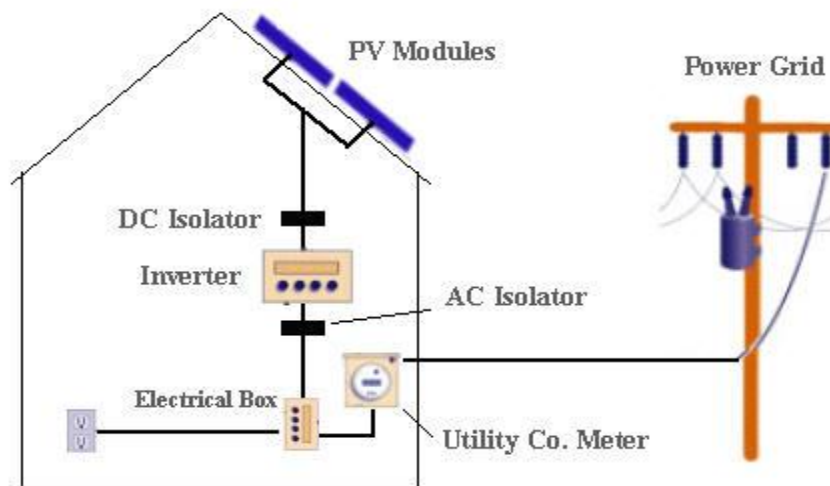 PV Modules
Power Grid
DC Isolator
Inverter
AC Isolator
Electrical Box
Utility Co. Meter